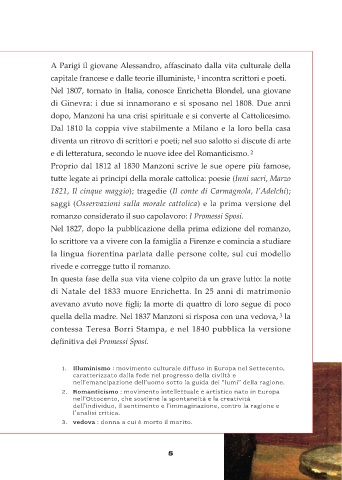 A Parigi il giovane Alessandro, affascinato dalla vita culturale della
capitale francese e dalle teorie illuministe, 1 incontra scrittori e poeti.
Nel 1807, tornato in Italia, conosce Enrichetta Blondel, una giovane
di Ginevra: i due si innamorano e si sposano nel 1808. Due anni
dopo, Manzoni ha una crisi spirituale e si converte al Cattolicesimo.
Dal 1810 la coppia vive stabilmente a Milano e la loro bella casa
diventa un ritrovo di scrittori e poeti; nel suo salotto si discute di arte
e di letteratura, secondo le nuove idee del Romanticismo. 2
Proprio dal 1812 al 1830 Manzoni scrive le sue opere più famose,
tutte legate ai principi della morale cattolica: poesie (Inni sacri, Marzo
1821, Il cinque maggio); tragedie (Il conte di Carmagnola, l'Adelchi);
saggi (Osservazioni sulla morale cattolica) e la prima versione del
romanzo considerato il suo capolavoro: I Promessi Sposi.
Nel 1827, dopo la pubblicazione della prima edizione del romanzo,
lo scrittore va a vivere con la famiglia a Firenze e comincia a studiare
la lingua fiorentina parlata dalle persone colte, sul cui modello
rivede e corregge tutto il romanzo.
In questa fase della sua vita viene colpito da un grave lutto: la notte
di Natale del 1833 muore Enrichetta. In 25 anni di matrimonio
avevano avuto nove figli; la morte di quattro di loro segue di poco
quella della madre. Nel 1837 Manzoni si risposa con una vedova, 3 la
contessa Teresa Borri Stampa, e nel 1840 pubblica la versione
definitiva dei Promessi Sposi.
1. Illuminismo : movimento culturale diffuso in Europa nel Settecento,
caratterizzato dalla fede nel progresso della civiltà e
nell'emancipazione dell'uomo sotto la guida dei "lumi" della ragione.
2. Romanticismo : movimento intellettuale e artistico nato in Europa
nell'Ottocento, che sostiene la spontaneità e la creatività
dell'individuo, il sentimento e l'immaginazione, contro la ragione e
l'analisi critica.
3. vedova : donna a cui è morto il marito.
5